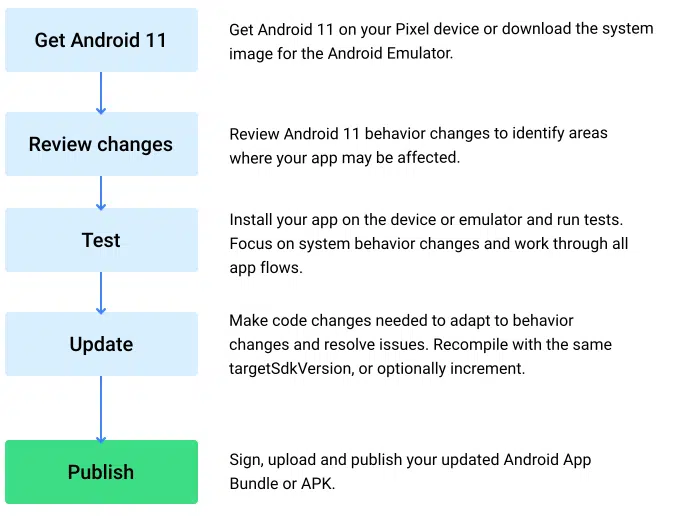 Get Android 11
Get Android 11 on your Pixel device or download the system
image for the Android Emulator.
Review changes
Review Android 11 behavior changes to identify areas
where your app may be affected.
Test
Install your app on the device or emulator and run tests.
Focus on system behavior changes and work through all
app flows.
Update
Make code changes needed to adapt to behavior
changes and resolve issues. Recompile with the same
targetSdkVersion, or optionally increment.
Publish
Sign, upload and publish your updated Android App
Bundle or APK.